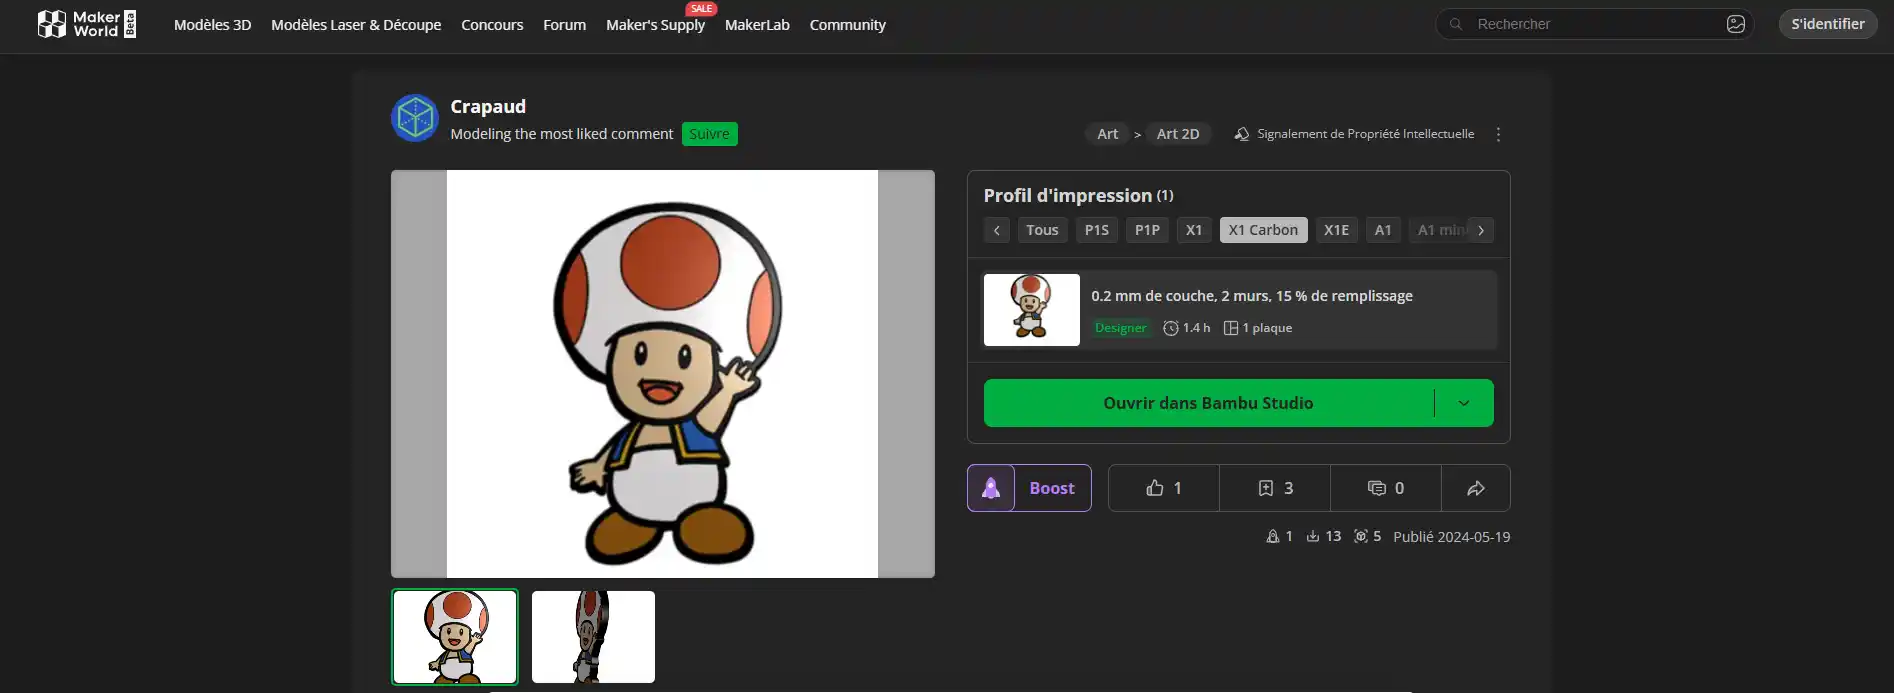 Maker World Beta
Modèles 3D Modèles Laser & Découpe Concours Forum Maker's Supply SALE MakerLab Community
Rechercher
S'identifier
Crapaud
Modeling the most liked comment Suivre
Art > Art 2D Signalement de Propriété Intellectuelle
Profil d'impression (1)
Tous P1S P1P X1 X1 Carbon X1E A1 A1 mini
0.2 mm de couche, 2 murs, 15 % de remplissage
Designer 1.4 h 1 plaque
Ouvrir dans Bambu Studio
Boost 1 3 0
1 13 5 Publié 2024-05-19